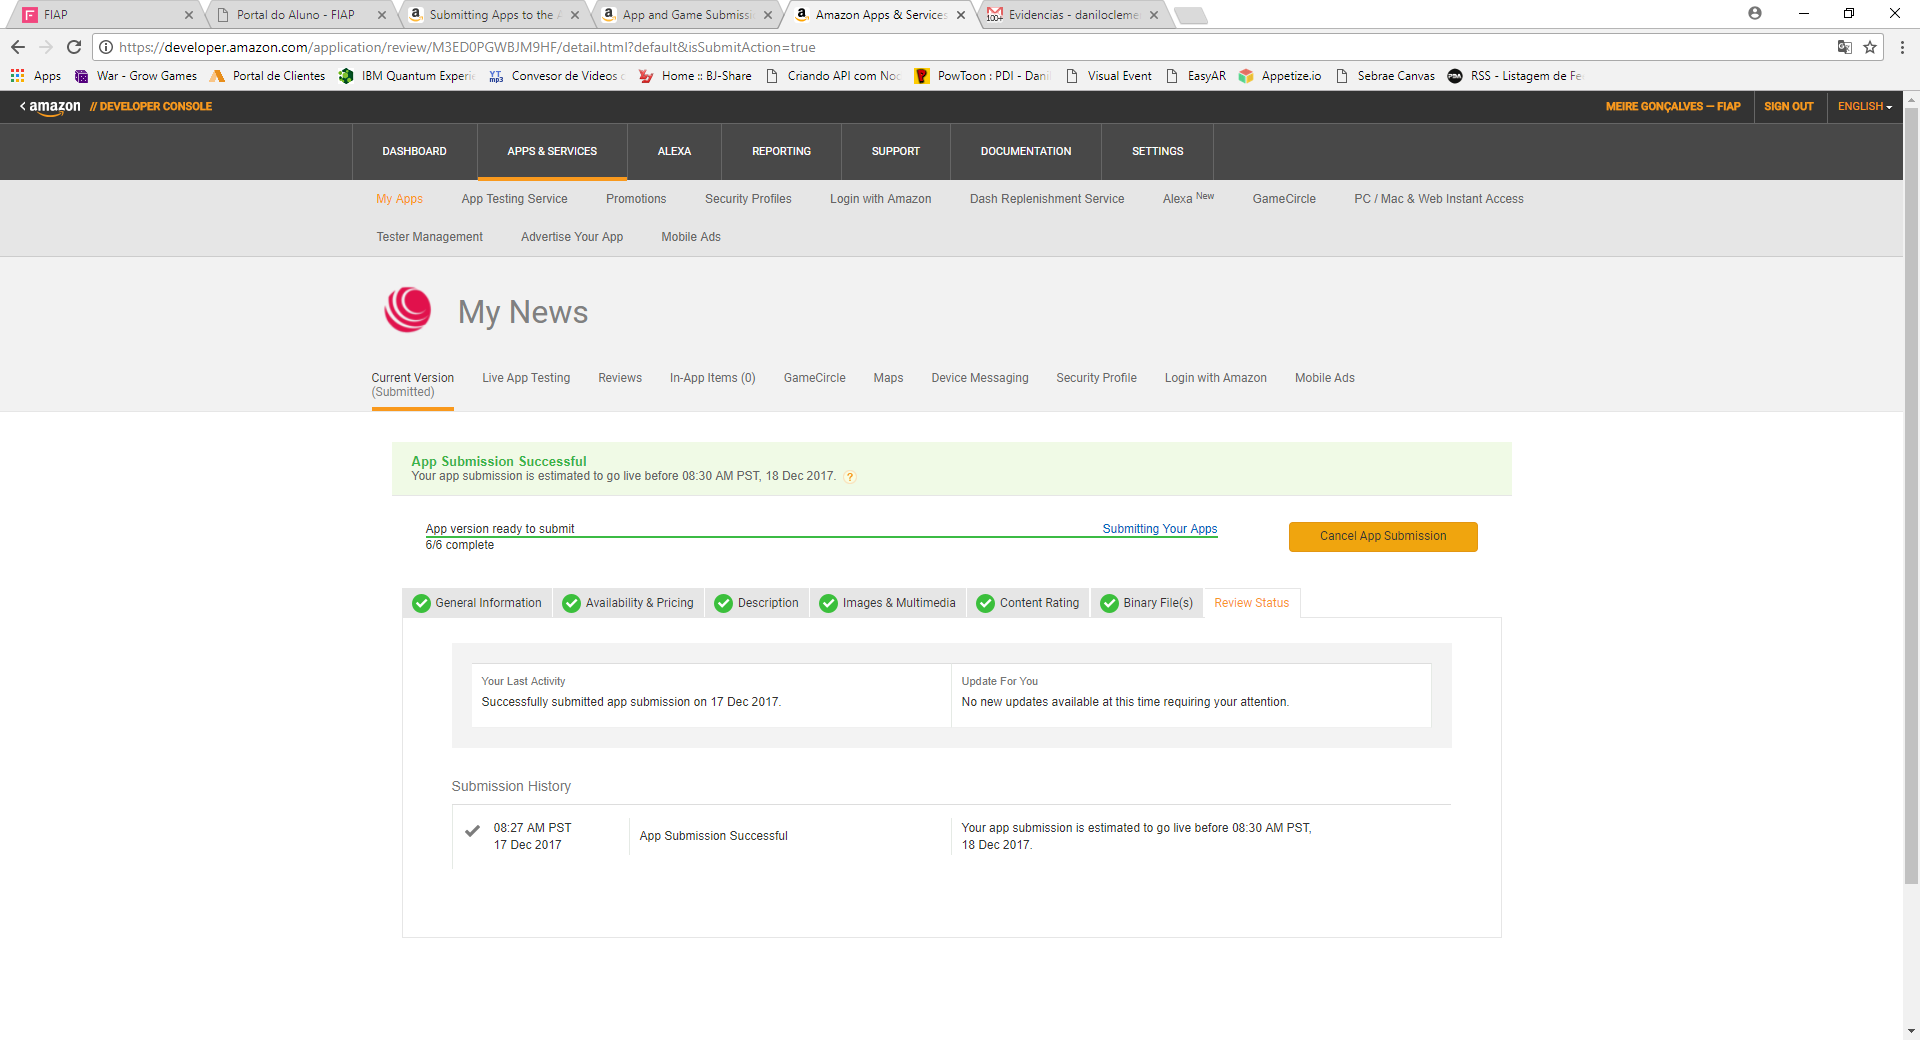 FIAP
Portal do Aluno - FIAP
Submitting Apps to the A
App and Game Submissi
Amazon Apps & Services
Evidencias - daniloclemen
https://developer.amazon.com/application/review/M3ED0PGWBJM9HF/detail.html?default&isSubmitAction=true
Apps
War - Grow Games
Portal de Clientes
IBM Quantum Experie
Convesor de Videos
Home :: BJ-Share
Criando API com Noc
PowToon : PDI - Dani
Visual Event
EasyAR
Appetize.io
Sebrae Canvas
RSS - Listagem de Fe
amazon // DEVELOPER CONSOLE
MEIRE GONÇALVES — FIAP
SIGN OUT
ENGLISH
DASHBOARD
APPS & SERVICES
ALEXA
REPORTING
SUPPORT
DOCUMENTATION
SETTINGS
My Apps
App Testing Service
Promotions
Security Profiles
Login with Amazon
Dash Replenishment Service
Alexa New
GameCircle
PC / Mac & Web Instant Access
Tester Management
Advertise Your App
Mobile Ads
My News
Current Version
(Submitted)
Live App Testing
Reviews
In-App Items (0)
GameCircle
Maps
Device Messaging
Security Profile
Login with Amazon
Mobile Ads
App Submission Successful
Your app submission is estimated to go live before 08:30 AM PST, 18 Dec 2017. ?
App version ready to submit
Submitting Your Apps
6/6 complete
Cancel App Submission
General Information
Availability & Pricing
Description
Images & Multimedia
Content Rating
Binary File(s)
Review Status
Your Last Activity
Successfully submitted app submission on 17 Dec 2017.
Update For You
No new updates available at this time requiring your attention.
Submission History
08:27 AM PST
17 Dec 2017
App Submission Successful
Your app submission is estimated to go live before 08:30 AM PST,
18 Dec 2017.